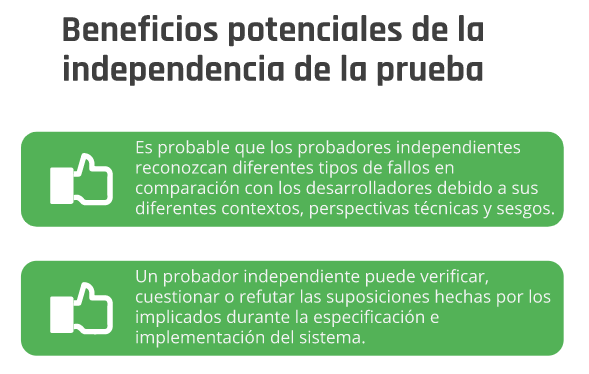 Beneficios potenciales de la
independencia de la prueba
Es probable que los probadores independientes
reconozcan diferentes tipos de fallos en
comparación con los desarrolladores debido a sus
diferentes contextos, perspectivas técnicas y sesgos.
Un probador independiente puede verificar,
cuestionar o refutar las suposiciones hechas por los
implicados durante la especificación e
implementación del sistema.